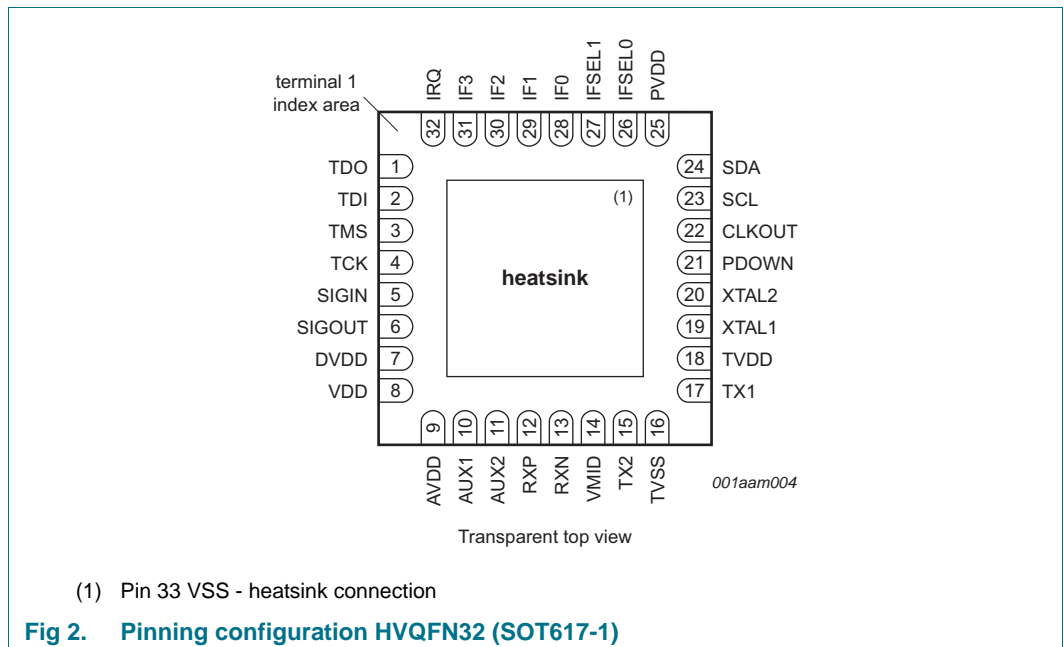 terminal 1
index area
IRQ
IF3
IF2
IF1
IF0
IFSEL1
IFSEL0
PVDD
32
31
30
29
28
27
26
25
TDO 1
TDI 2
TMS 3
TCK 4
SIGIN 5
SIGOUT 6
DVDD 7
VDD 8
(1)
heatsink
24 SDA
23 SCL
22 CLKOUT
21 PDOWN
20 XTAL2
19 XTAL1
18 TVDD
17 TX1
9
10
11
12
13
14
15
16
AVDD
AUX1
AUX2
RXP
RXN
VMID
TX2
TVSS
001aam004
Transparent top view
(1) Pin 33 VSS - heatsink connection
Fig 2. Pinning configuration HVQFN32 (SOT617-1)